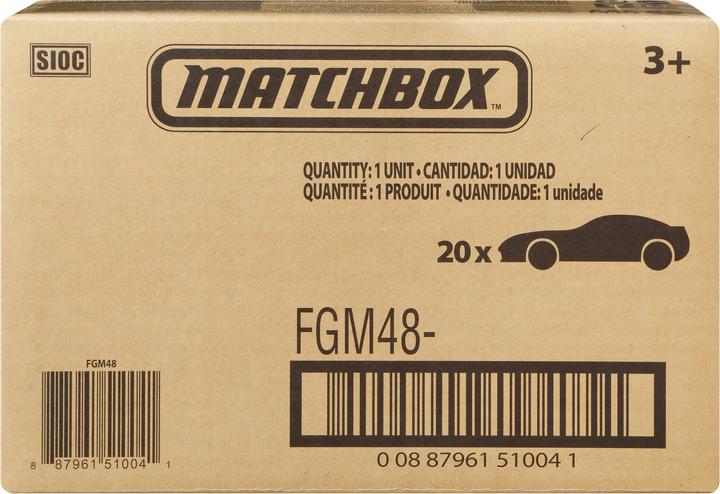 SIOC
MATCHBOX™
3+
QUANTITY: 1 UNIT • CANTIDAD: 1 UNIDAD
QUANTITÉ : 1 PRODUIT • QUANTIDADE: 1 unidade
20 x
FGM48-
FGM48
8 87961 51004 1
0 08 87961 51004 1